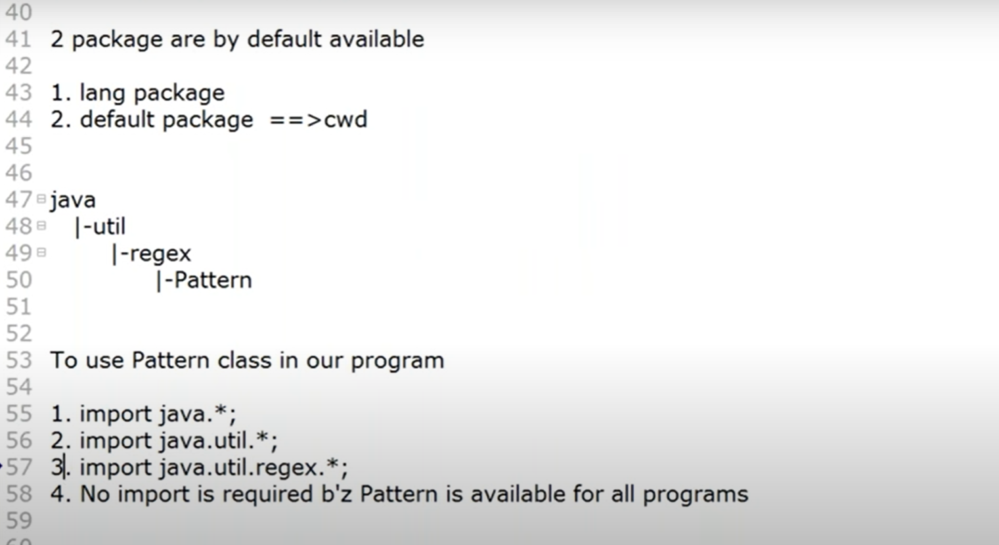 40
41 2 package are by default available
42
43 1. lang package
44 2. default package ==>cwd
45
46
47 java
48 |-util
49 |-regex
50 |-Pattern
51
52
53 To use Pattern class in our program
54
55 1. import java.*;
56 2. import java.util.*;
57 3. import java.util.regex.*;
58 4. No import is required b'z Pattern is available for all programs
59
60